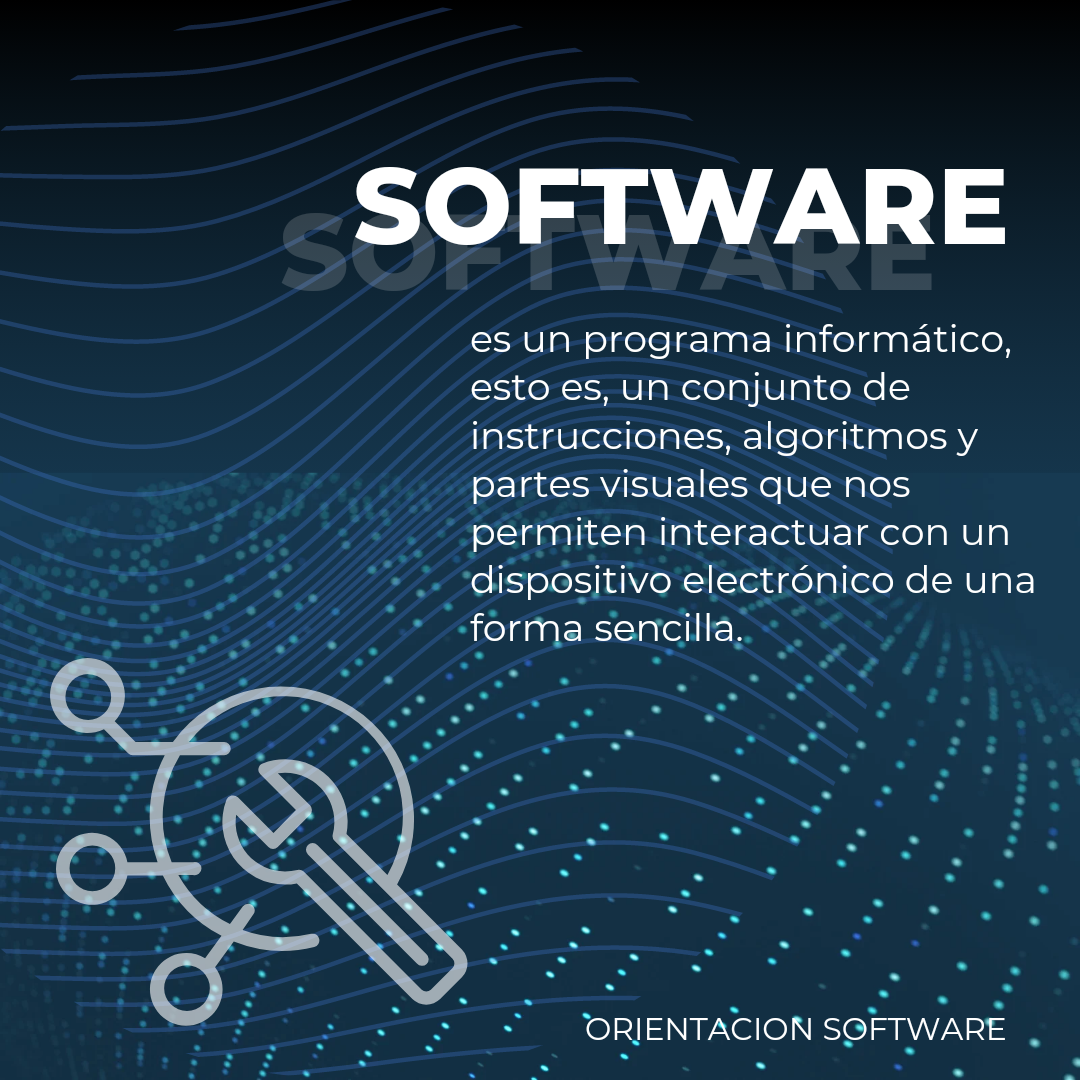 SOFTWARE
SOFTWARE
es un programa informático,
esto es, un conjunto de
instrucciones, algoritmos y
partes visuales que nos
permiten interactuar con un
dispositivo electrónico de una
forma sencilla.
ORIENTACION SOFTWARE